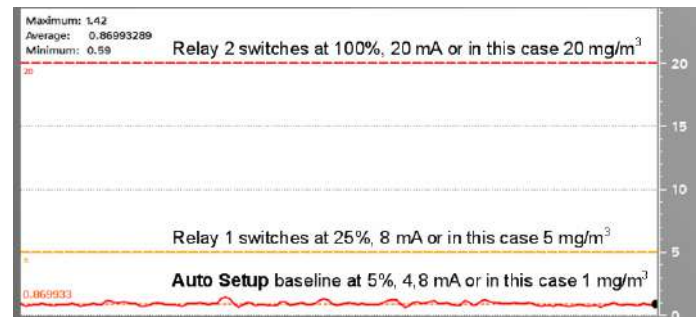 Maximum: 1.42
Average: 0.86993289
Minimum: 0.59
Relay 2 switches at 100%, 20 mA or in this case 20 mg/m³
20
20
15
10
Relay 1 switches at 25%, 8 mA or in this case 5 mg/m³
5
Auto Setup baseline at 5%, 4,8 mA or in this case 1 mg/m³
0.869933
0